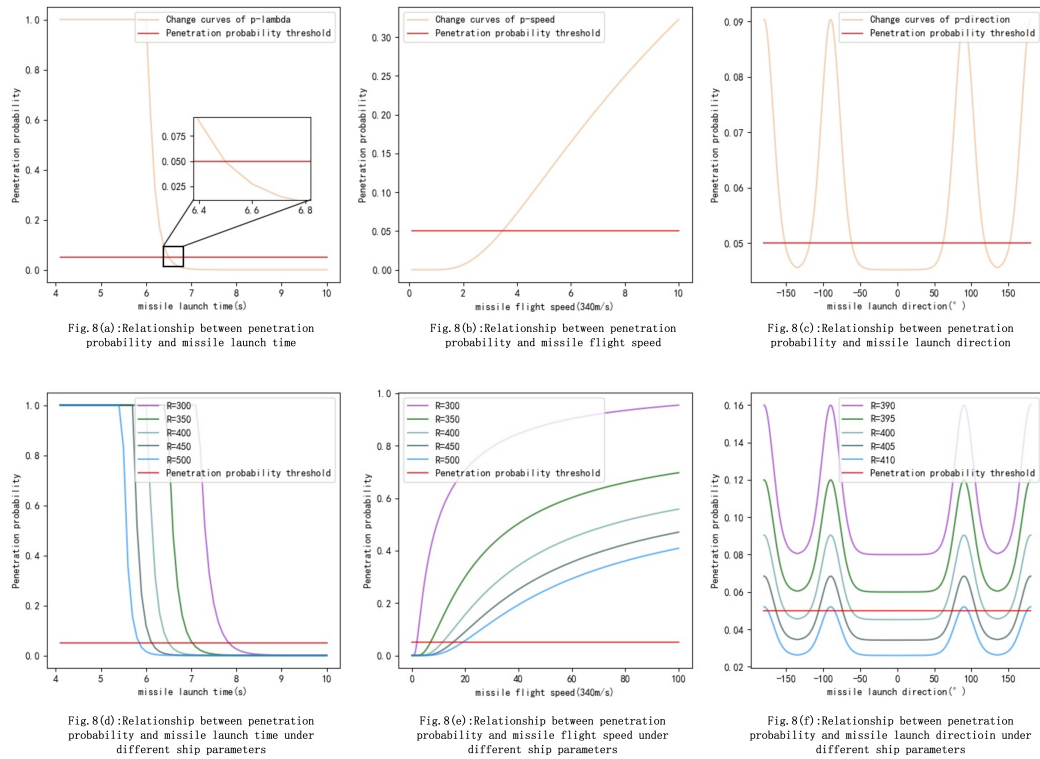 Change curves of p-lambda
Penetration probability threshold
Penetration probability
1.0
0.8
0.6
0.4
0.2
0.0
0.075
0.050
0.025
6.4
6.6
6.8
4
5
6
7
8
9
10
missile launch time(s)
Fig.8(a):Relationship between penetration
probability and missile launch time
Change curves of p-speed
Penetration probability threshold
Penetration probability
0.30
0.25
0.20
0.15
0.10
0.05
0.00
0
2
4
6
8
10
missile flight speed(340m/s)
Fig.8(b):Relationship between penetration
probability and missile flight speed
Change curves of p-direction
Penetration probability threshold
Penetration probability
0.09
0.08
0.07
0.06
0.05
-150
-100
-50
0
50
100
150
missile launch direction(°)
Fig.8(c):Relationship between penetration
probability and missile launch direction
R=300
R=350
R=400
R=450
R=500
Penetration probability threshold
Penetration probability
1.0
0.8
0.6
0.4
0.2
0.0
4
5
6
7
8
9
10
missile launch time(s)
Fig.8(d):Relationship between penetration
probability and missile launch time under
different ship parameters
R=300
R=350
R=400
R=450
R=500
Penetration probability threshold
Penetration probability
1.0
0.8
0.6
0.4
0.2
0.0
0
20
40
60
80
100
missile flight speed(340m/s)
Fig.8(e):Relationship between penetration
probability and missile flight speed under
different ship parameters
R=390
R=395
R=400
R=405
R=410
Penetration probability threshold
Penetration probability
0.16
0.14
0.12
0.10
0.08
0.06
0.04
0.02
-150
-100
-50
0
50
100
150
missile launch direction(°)
Fig.8(f):Relationship between penetration
probability and missile launch directioin under
different ship parameters